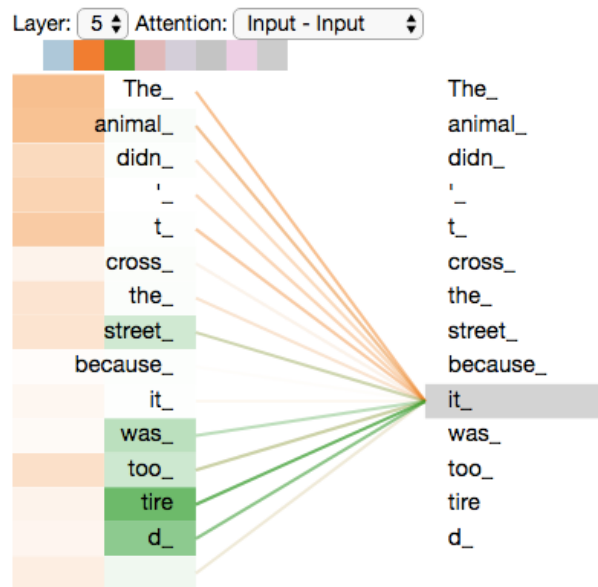 Layer: 5 Attention: Input - Input
The_ The_
animal_ animal_
didn_ didn_
'_ '_
t_ t_
cross_ cross_
the_ the_
street_ street_
because_ because_
it_ it_
was_ was_
too_ too_
tire tire
d_ d_